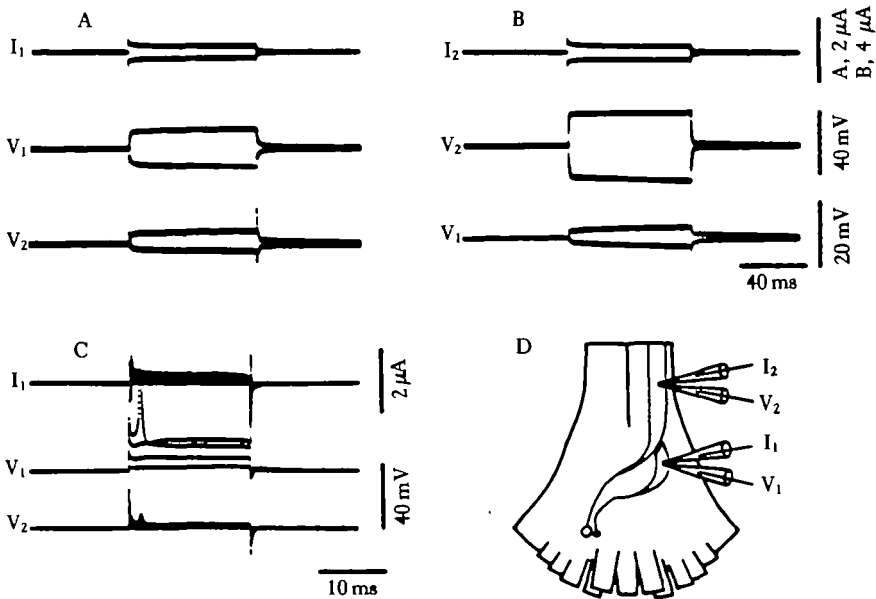 A
I₁
V₁
V₂
B
I₂
V₂
V₁
A, 2 μA
B, 4 μA
40 mV
20 mV
40 ms
C
I₁
V₁
V₂
2 μA
40 mV
10 ms
D
I₂
V₂
I₁
V₁